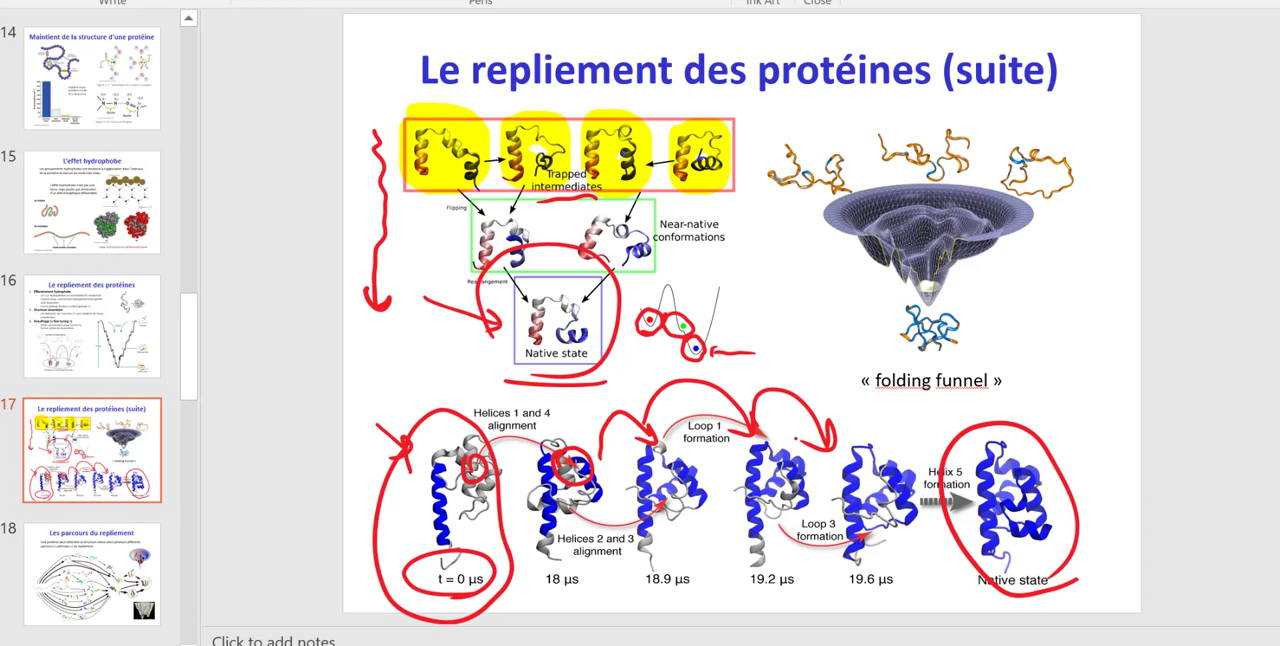 Write
Pens
Ink Art
Close
14
Maintient de la structure d'une protéine
15
L'effet hydrophobe
16
Le repliement des protéines
17
Le repliement des protéines (suite)
18
Les parcours du repliement
Le repliement des protéines (suite)
Trapped
intermediates
Flipping
Near-native
conformations
Rearrangement
Native state
« folding funnel »
Helices 1 and 4
alignment
Loop 1
formation
Helix 5
formation
Helices 2 and 3
alignment
Loop 3
formation
t = 0 µs
18 µs
18.9 µs
19.2 µs
19.6 µs
Native state
Click to add notes